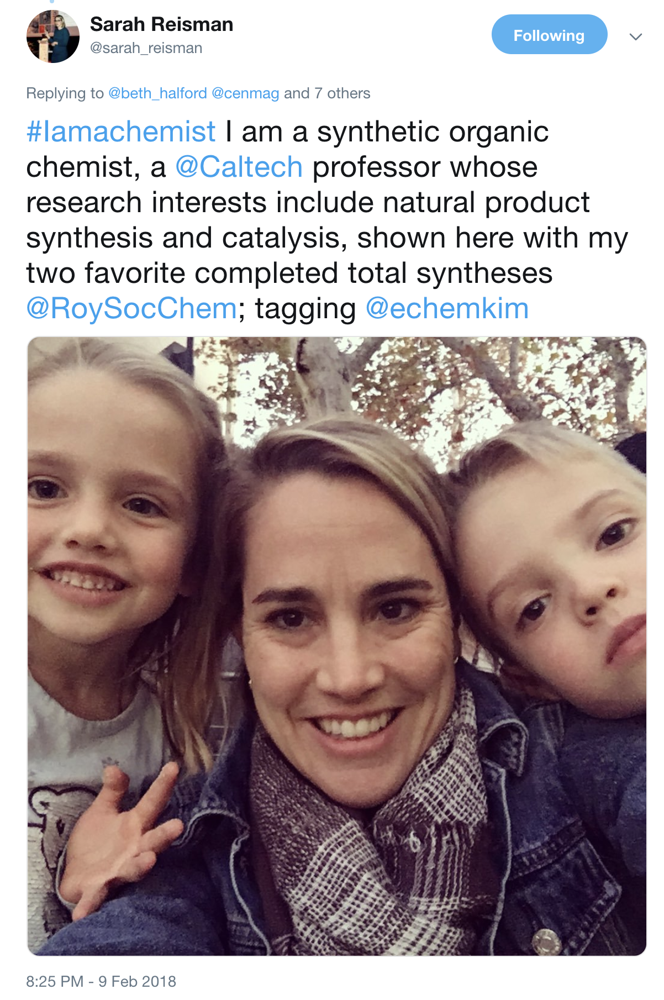 Sarah Reisman
@sarah_reisman
Following
Replying to @beth_halford @cenmag and 7 others
#Iamachemist I am a synthetic organic
chemist, a @Caltech professor whose
research interests include natural product
synthesis and catalysis, shown here with my
two favorite completed total syntheses
@RoySocChem; tagging @echemkim
8:25 PM - 9 Feb 2018